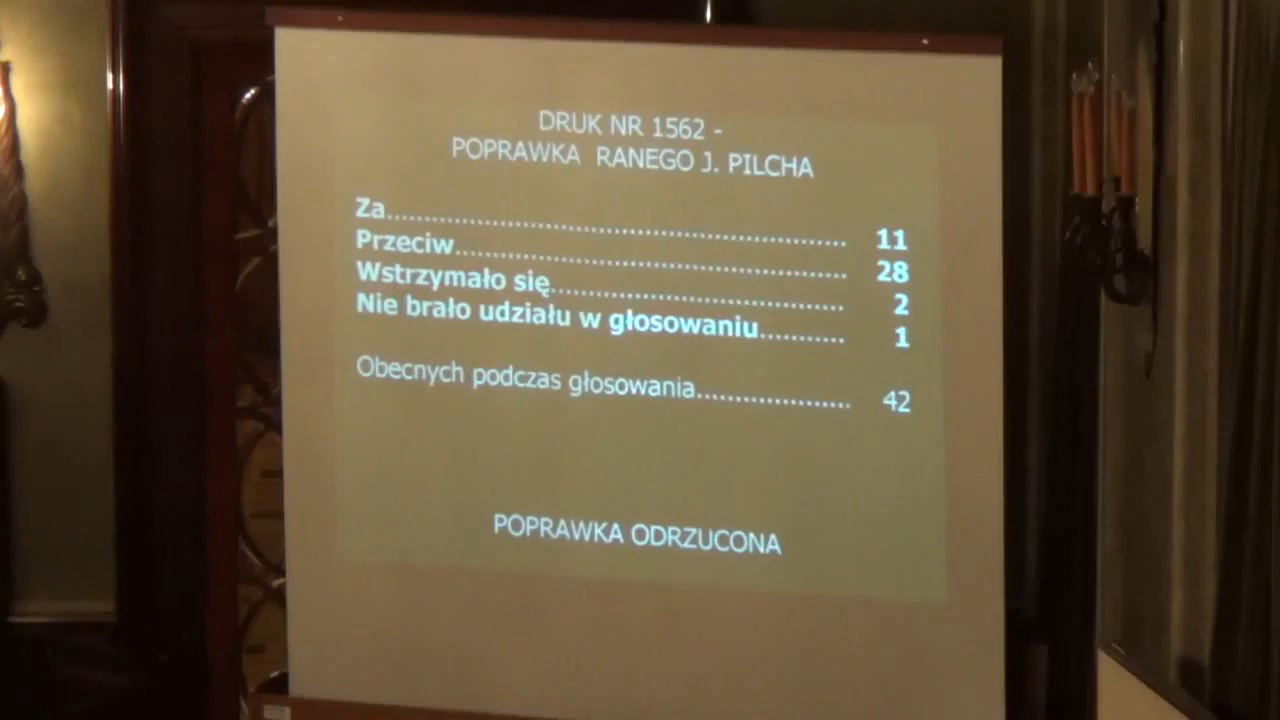 DRUK NR 1562 -
POPRAWKA RANEGO J. PILCHA
Za.......................................................... 11
Przeciw.................................................. 28
Wstrzymało się...................................... 2
Nie brało udziału w głosowaniu........... 1
Obecnych podczas głosowania.................... 42
POPRAWKA ODRZUCONA